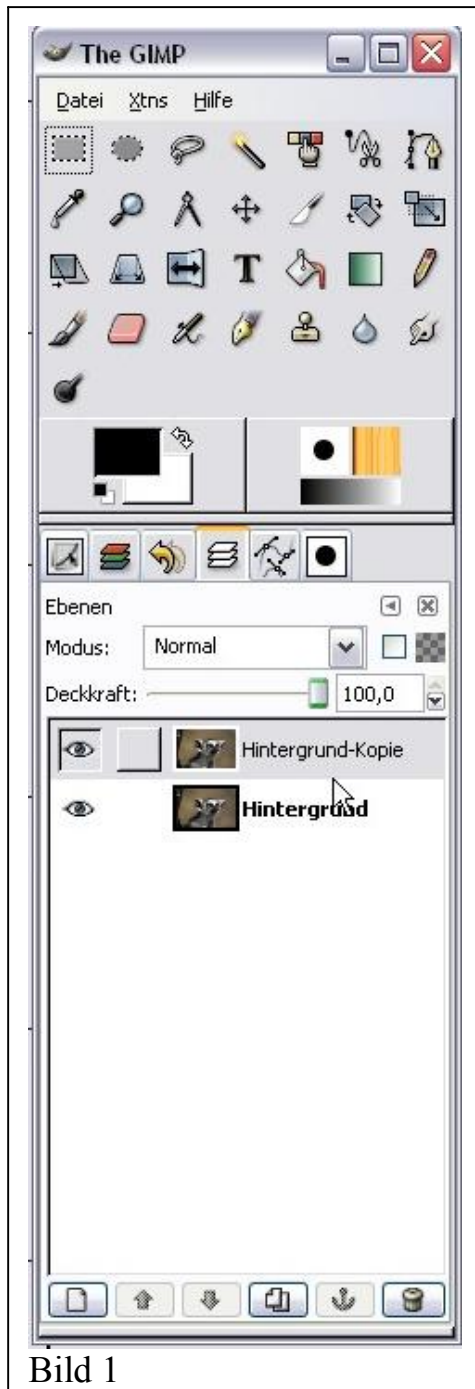 The GIMP
Datei Xtns Hilfe
Ebenen
Modus: Normal
Deckkraft: 100,0
Hintergrund-Kopie
Hintergrund
Bild 1